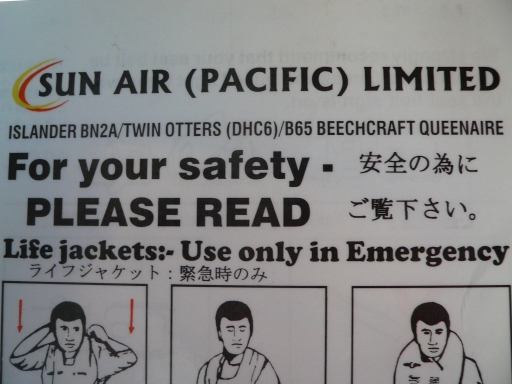 SUN AIR (PACIFIC) LIMITED
ISLANDER BN2A/TWIN OTTERS (DHC6)/B65 BEECHCRAFT QUEENAIRE
For your safety - 安全の為に
PLEASE READ ご覧下さい。
Life jackets:- Use only in Emergency
ライフジャケット：緊急時のみ